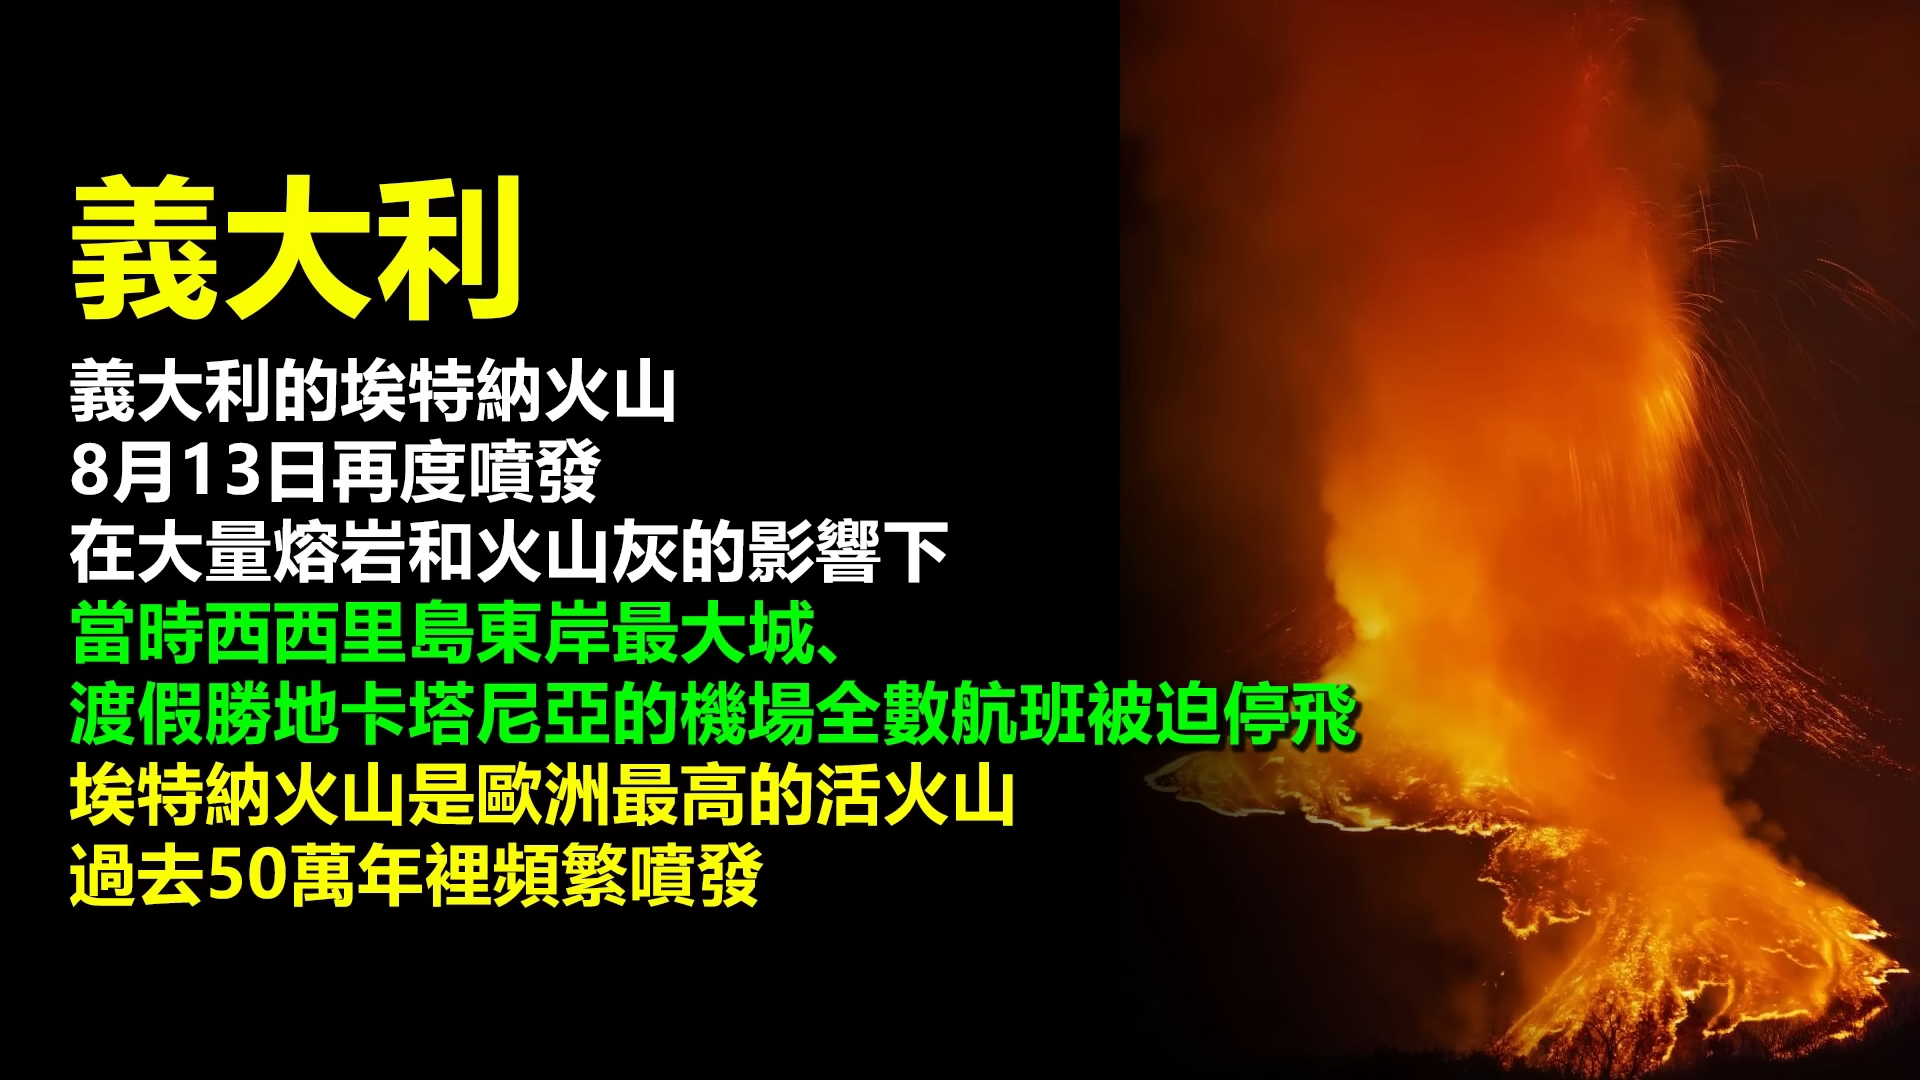 義大利
義大利的埃特納火山
8月13日再度噴發
在大量熔岩和火山灰的影響下
當時西西里島東岸最大城、
渡假勝地卡塔尼亞的機場全數航班被迫停飛
埃特納火山是歐洲最高的活火山
過去50萬年裡頻繁噴發